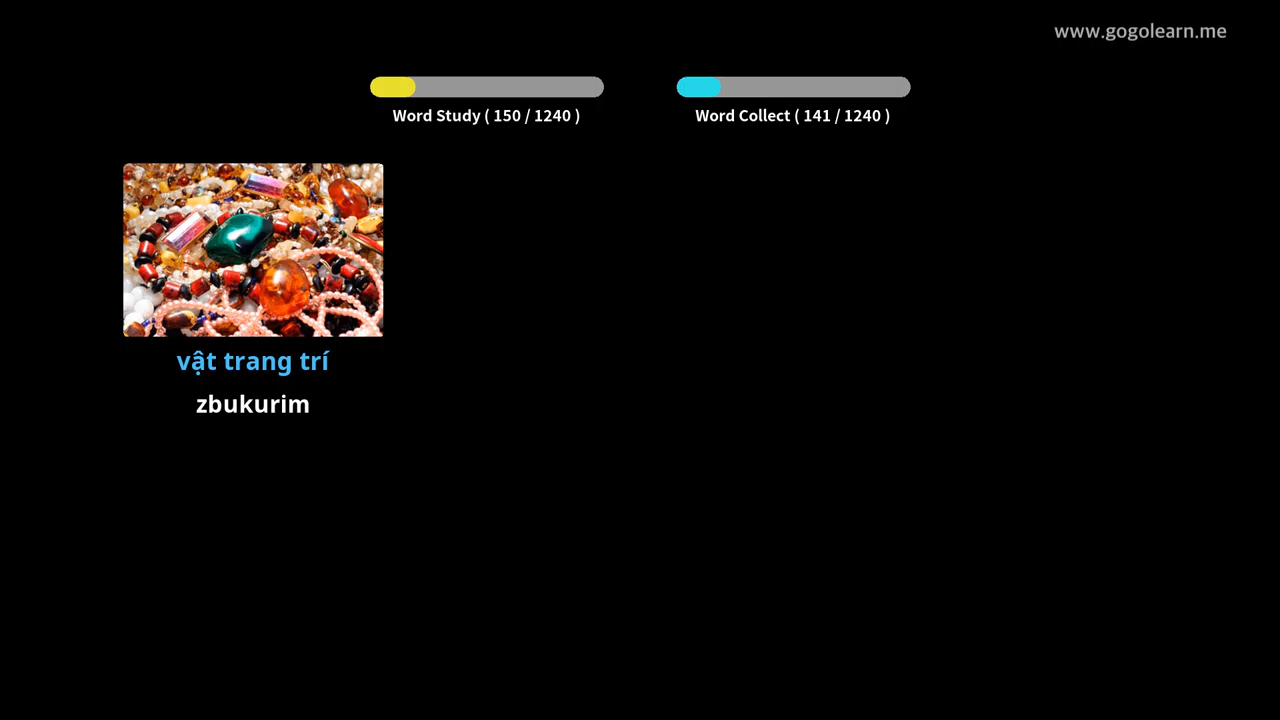 www.gogolearn.me
Word Study ( 150 / 1240 )
Word Collect ( 141 / 1240 )
vật trang trí
zbukurim